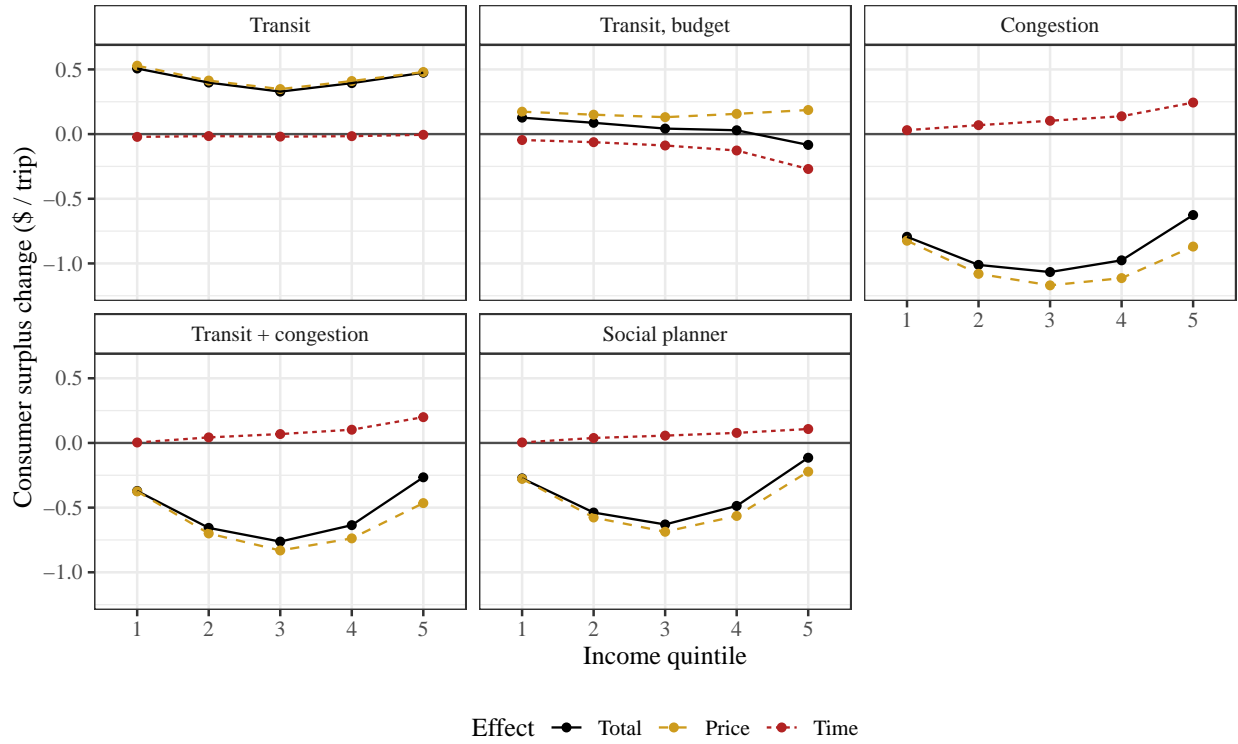 Transit
Transit, budget
Congestion
0.5
0.0
−0.5
−1.0
1 2 3 4 5
Transit + congestion
Social planner
0.5
0.0
−0.5
−1.0
1 2 3 4 5
1 2 3 4 5
Consumer surplus change ($ / trip)
Income quintile
Effect Total Price Time